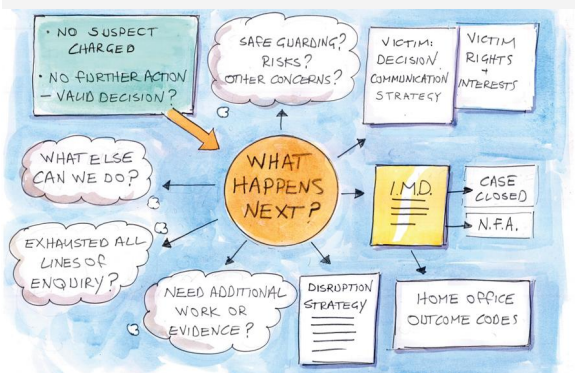 • NO SUSPECT
CHARGED
• NO FURTHER ACTION
– VALID DECISION?
SAFE GUARDING?
RISKS?
OTHER CONCERNS?
VICTIM:
DECISION
COMMUNICATION
STRATEGY
VICTIM
RIGHTS
+
INTERESTS
WHAT ELSE
CAN WE DO?
WHAT
HAPPENS
NEXT?
I.M.D.
CASE
CLOSED
N.F.A.
EXHAUSTED ALL
LINES OF
ENQUIRY?
NEED ADDITIONAL
WORK OR
EVIDENCE?
DISRUPTION
STRATEGY
HOME OFFICE
OUTCOME CODES